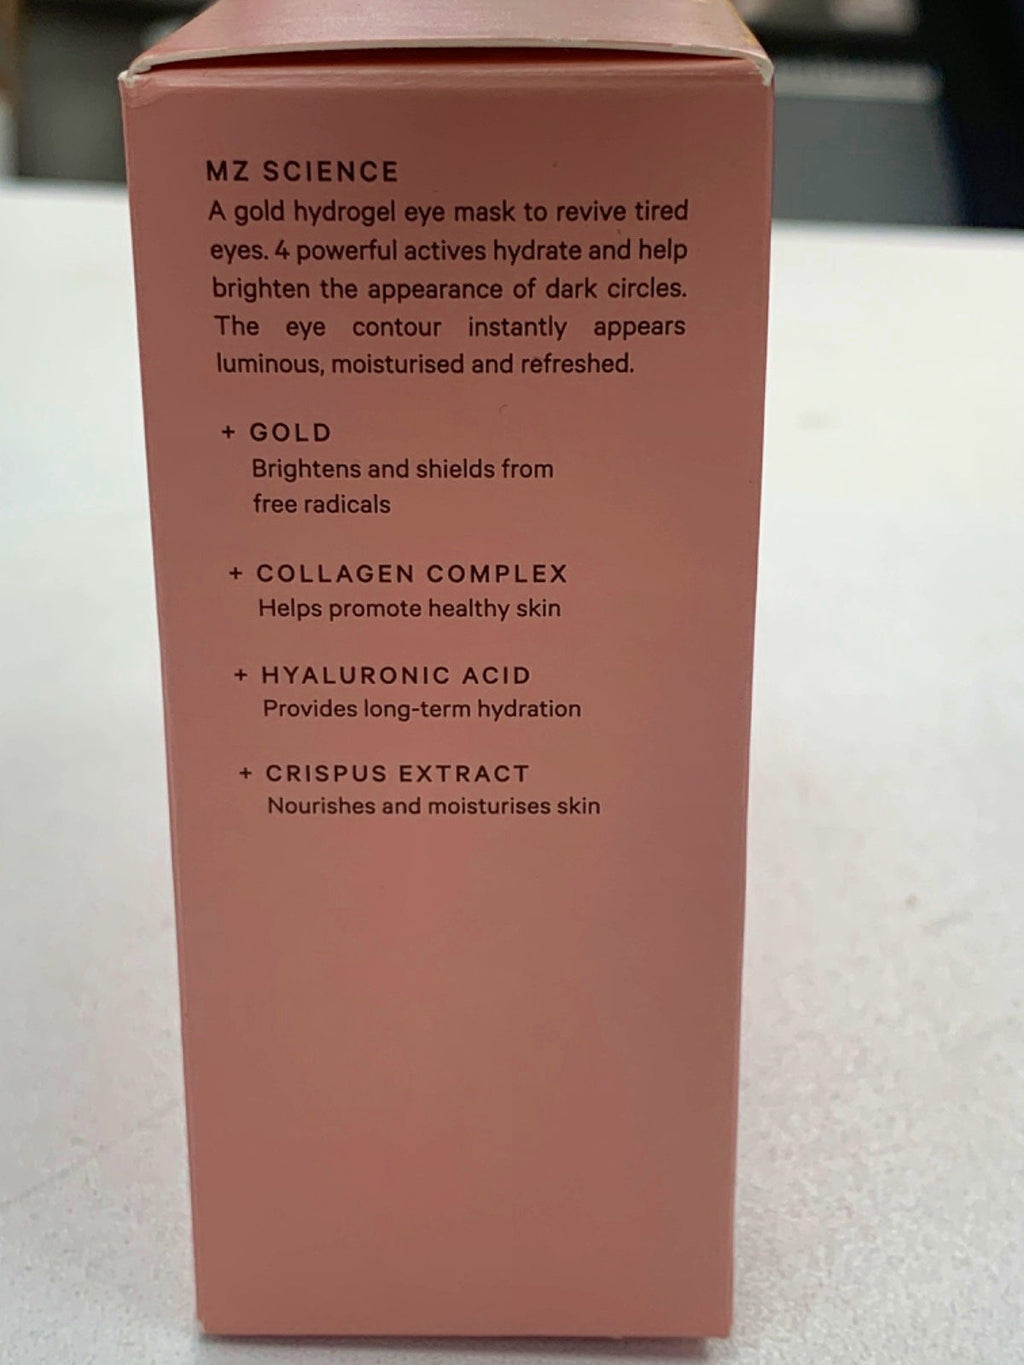 MZ SCIENCE
A gold hydrogel eye mask to revive tired
eyes. 4 powerful actives hydrate and help
brighten the appearance of dark circles.
The eye contour instantly appears
luminous, moisturised and refreshed.
+ GOLD
Brightens and shields from
free radicals
+ COLLAGEN COMPLEX
Helps promote healthy skin
+ HYALURONIC ACID
Provides long-term hydration
+ CRISPUS EXTRACT
Nourishes and moisturises skin